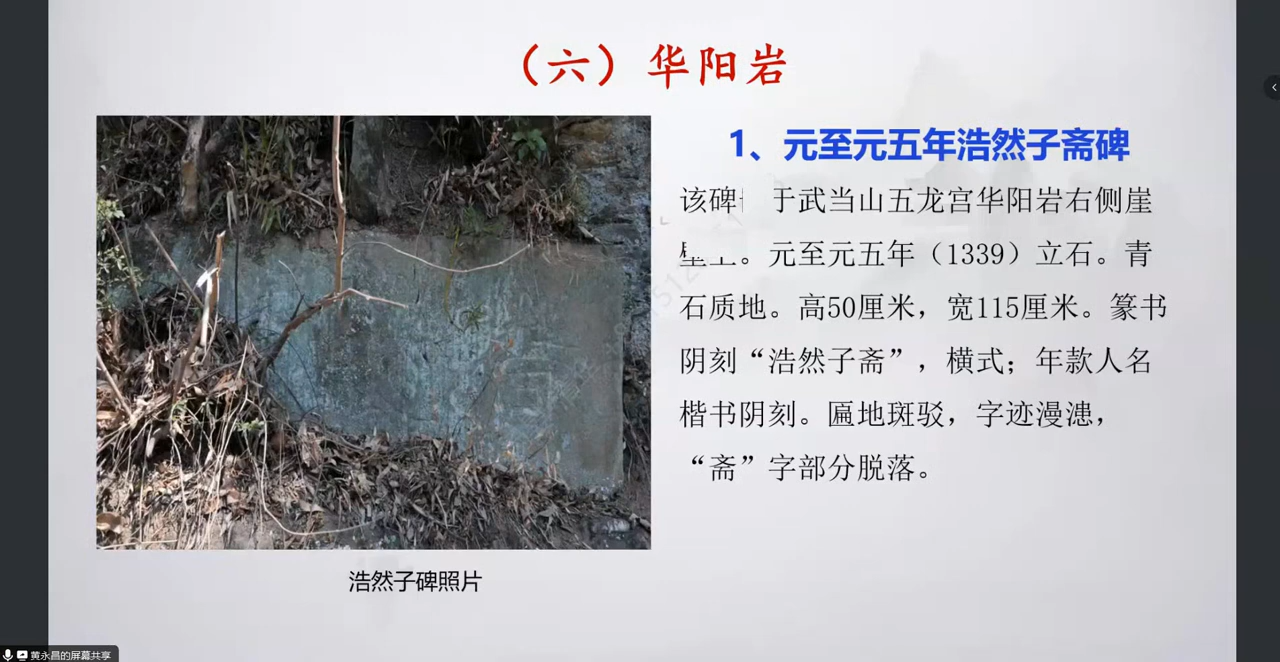 （六）华阳岩
1、元至元五年浩然子斋碑
该碑 于武当山五龙宫华阳岩右侧崖
。元至元五年（1339）立石。青
石质地。高50厘米，宽115厘米。篆书
阴刻“浩然子斋”，横式；年款人名
楷书阴刻。匾地斑驳，字迹漫漶，
“斋”字部分脱落。
浩然子碑照片
黄永昌的屏幕共享